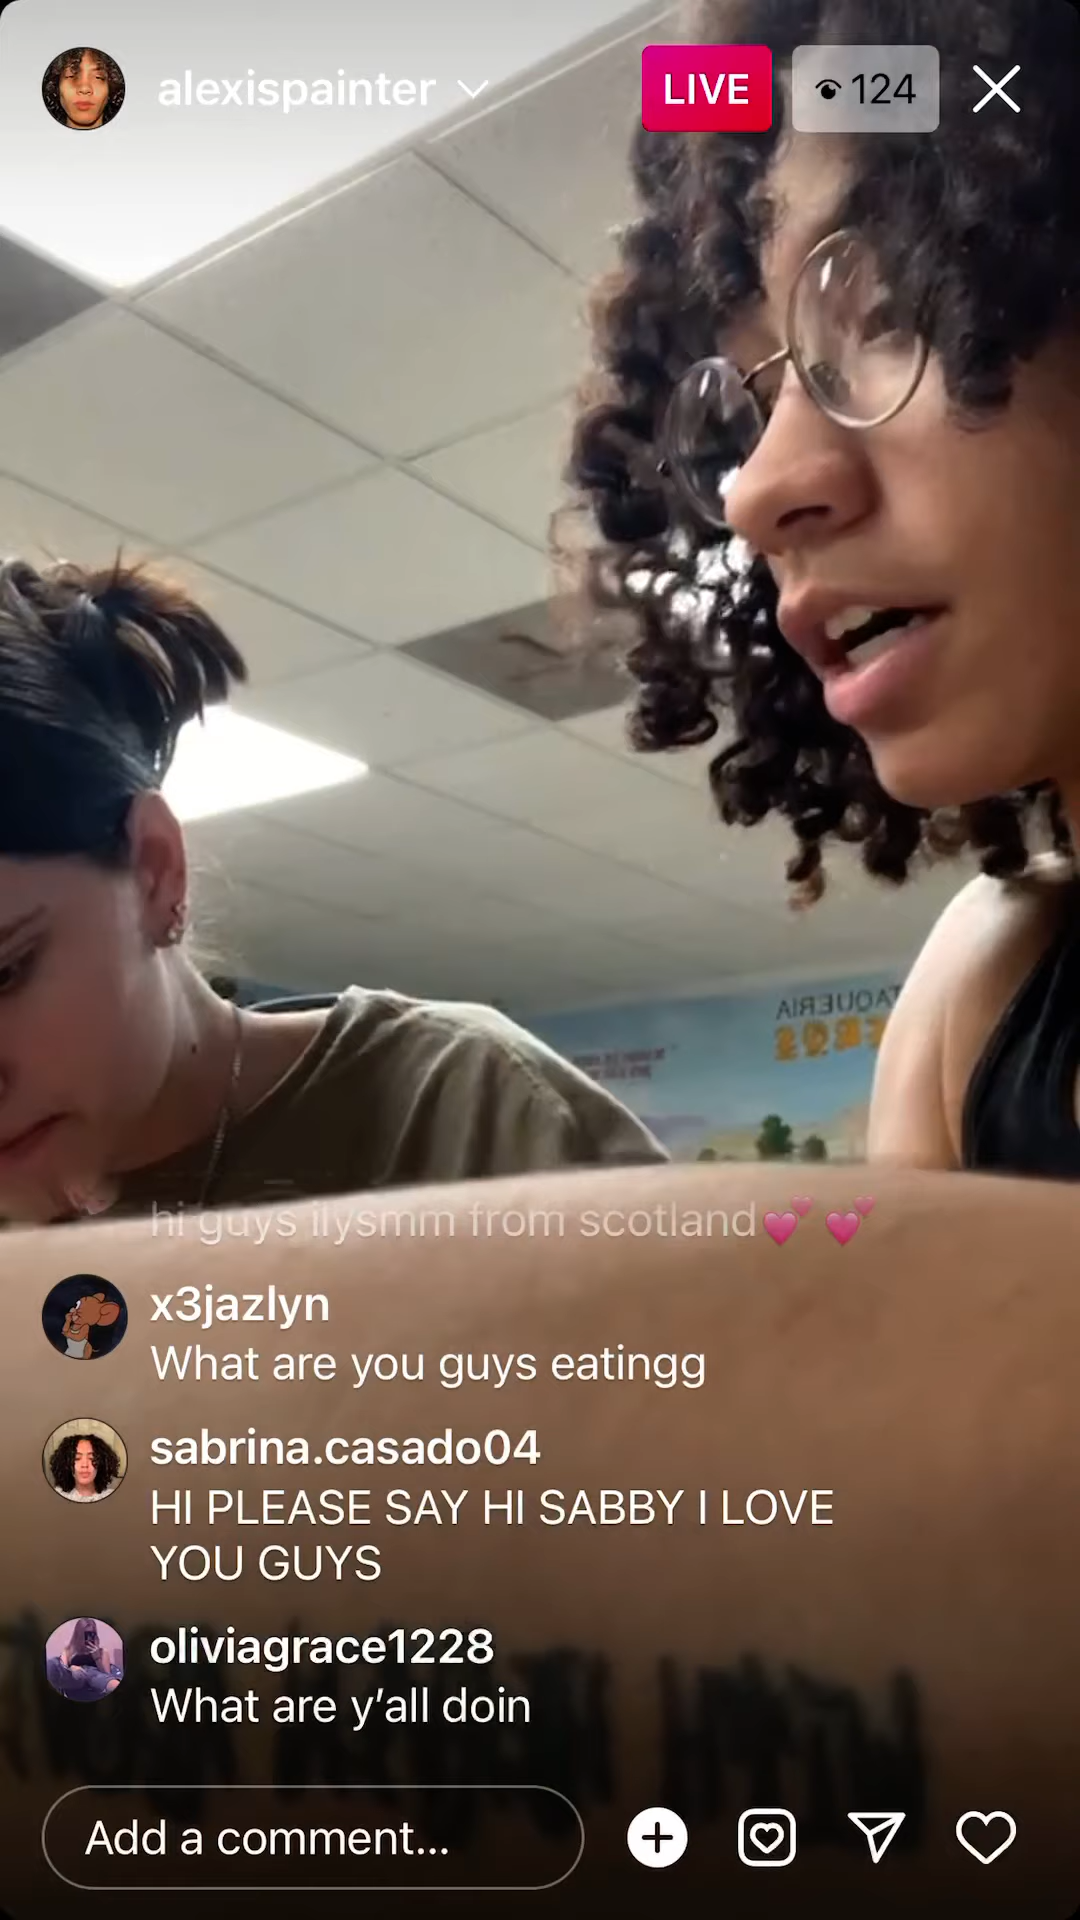 alexispainter
LIVE
124
TAQUERIA
hi guys ilysmm from scotland💕 💕
x3jazlyn
What are you guys eatingg
sabrina.casado04
HI PLEASE SAY HI SABBY I LOVE
YOU GUYS
oliviagrace1228
What are y’all doin
Add a comment...